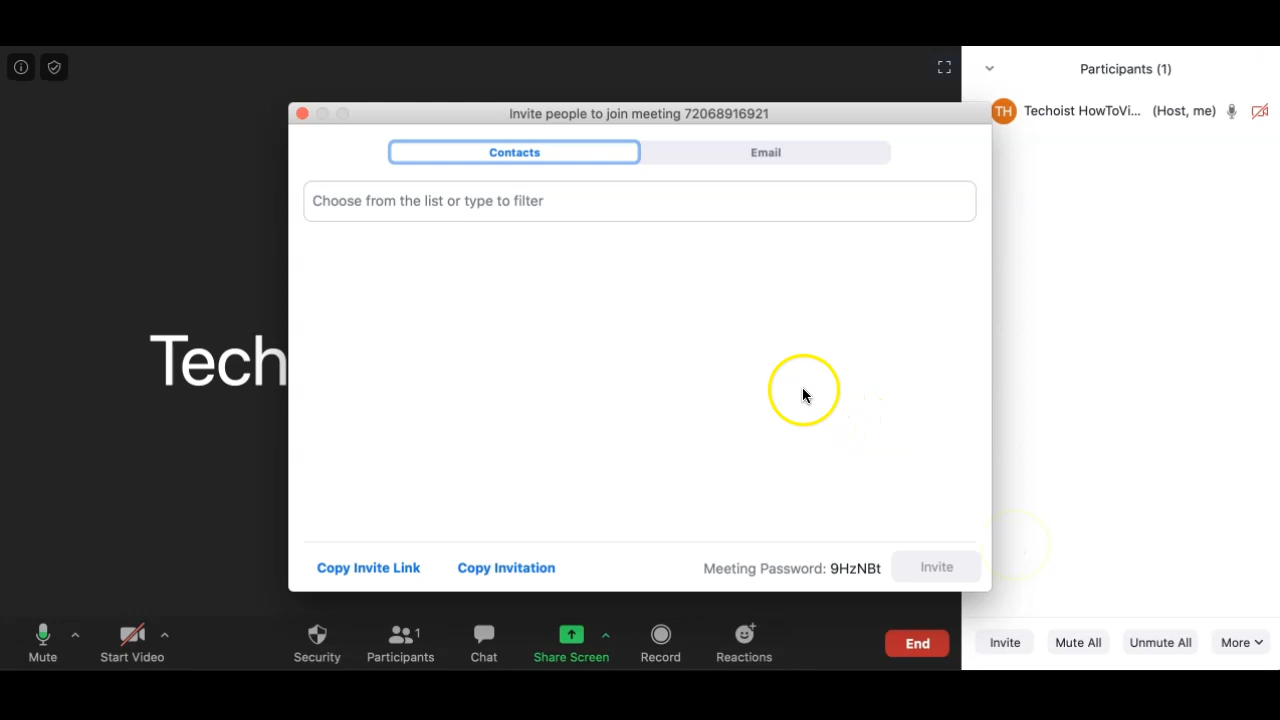 Participants (1)
TH Techoist HowToVi... (Host, me)
Invite people to join meeting 72068916921
Contacts Email
Choose from the list or type to filter
Tech
Copy Invite Link Copy Invitation Meeting Password: 9HzNBt Invite
Mute Start Video Security Participants 1 Chat Share Screen Record Reactions End
Invite Mute All Unmute All More